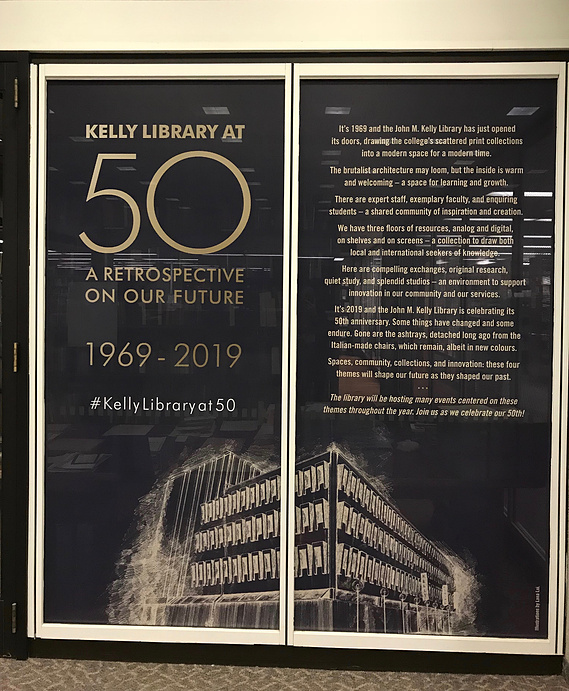 KELLY LIBRARY AT
50
A RETROSPECTIVE
ON OUR FUTURE
1969-2019
#KellyLibraryat50
It's 1969 and the John M. Kelly Library has just opened
its doors, drawing the college's scattered print collections
into a modern space for a modern time.
The brutalist architecture may loom, but the inside is warm
and welcoming – a space for learning and growth.
There are expert staff, exemplary faculty, and enquiring
students – a shared community of inspiration and creation.
We have three floors of resources, analog and digital,
on shelves and on screens – a collection to draw both
local and international seekers of knowledge.
Here are compelling exchanges, original research,
quiet study, and splendid studios – an environment to support
innovation in our community and our services.
It's 2019 and the John M. Kelly Library is celebrating its
50th anniversary. Some things have changed and some
endure. Gone are the ashtrays, detached long ago from the
Italian-made chairs, which remain, albeit in new colours.
Spaces, community, collections, and innovation: these four
themes will shape our future as they shaped our past.
...
The library will be hosting many events centered on these
themes throughout the year. Join us as we celebrate our 50th!
Illustrations by Lana